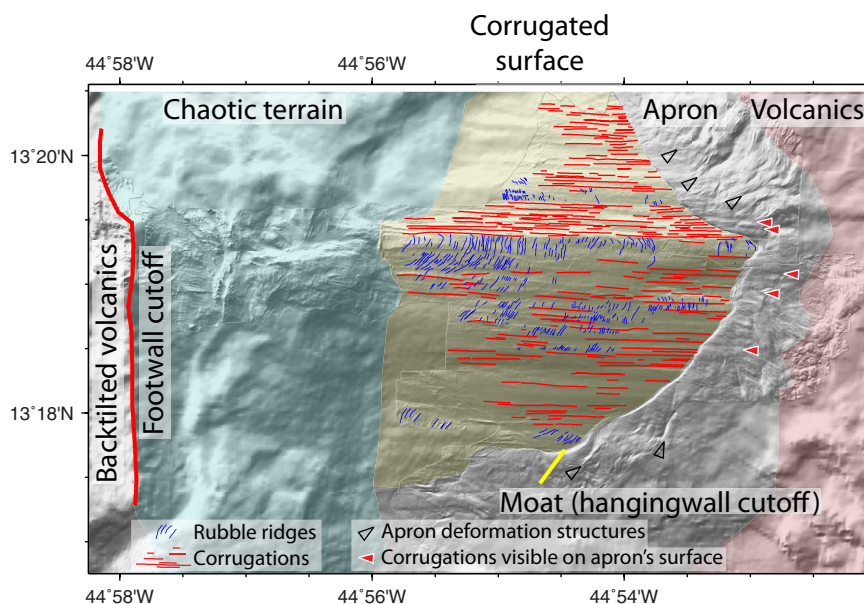 Corrugated
surface
44°58'W
44°56'W
44°54'W
Chaotic terrain
Apron
Volcanics
13°20'N
13°18'N
Backtilted volcanics
Footwall cutoff
Moat (hangingwall cutoff)
Rubble ridges
Apron deformation structures
Corrugations
Corrugations visible on apron's surface
44°58'W
44°56'W
44°54'W